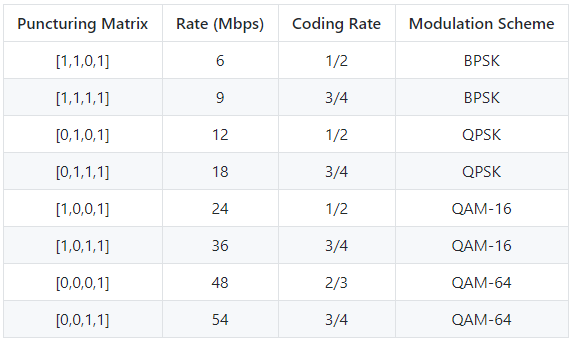 Puncturing Matrix Rate (Mbps) Coding Rate Modulation Scheme
[1,1,0,1] 6 1/2 BPSK
[1,1,1,1] 9 3/4 BPSK
[0,1,0,1] 12 1/2 QPSK
[0,1,1,1] 18 3/4 QPSK
[1,0,0,1] 24 1/2 QAM-16
[1,0,1,1] 36 3/4 QAM-16
[0,0,0,1] 48 2/3 QAM-64
[0,0,1,1] 54 3/4 QAM-64